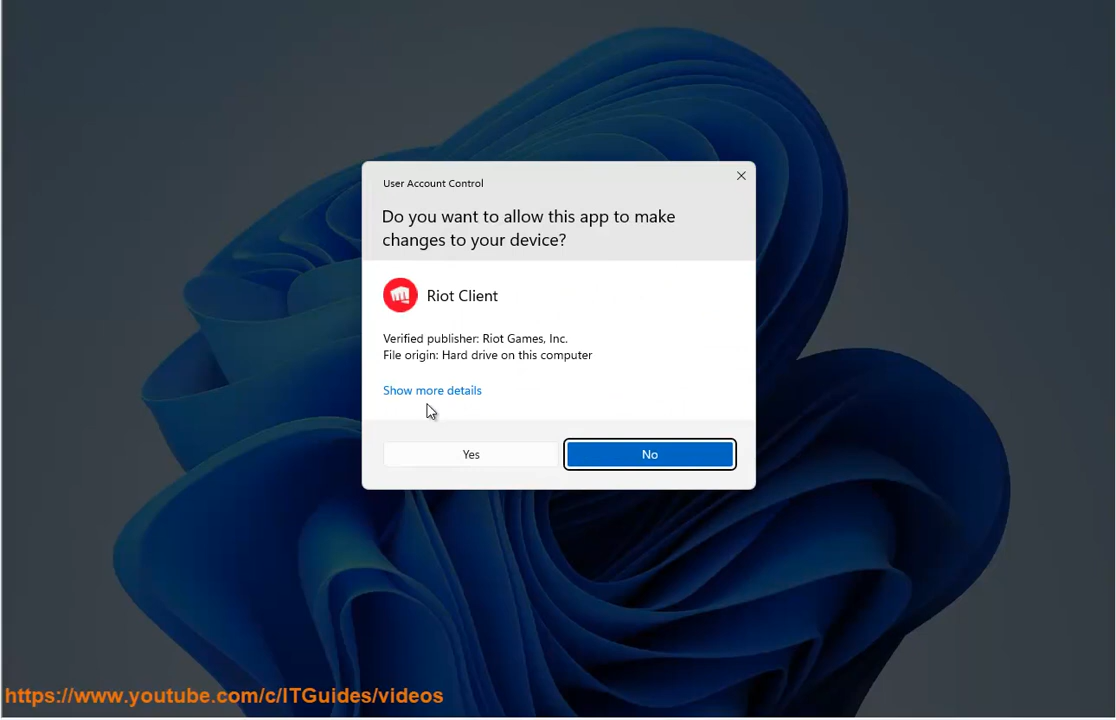 User Account Control
Do you want to allow this app to make
changes to your device?
Riot Client
Verified publisher: Riot Games, Inc.
File origin: Hard drive on this computer
Show more details
Yes
No
https://www.youtube.com/c/ITGuides/videos